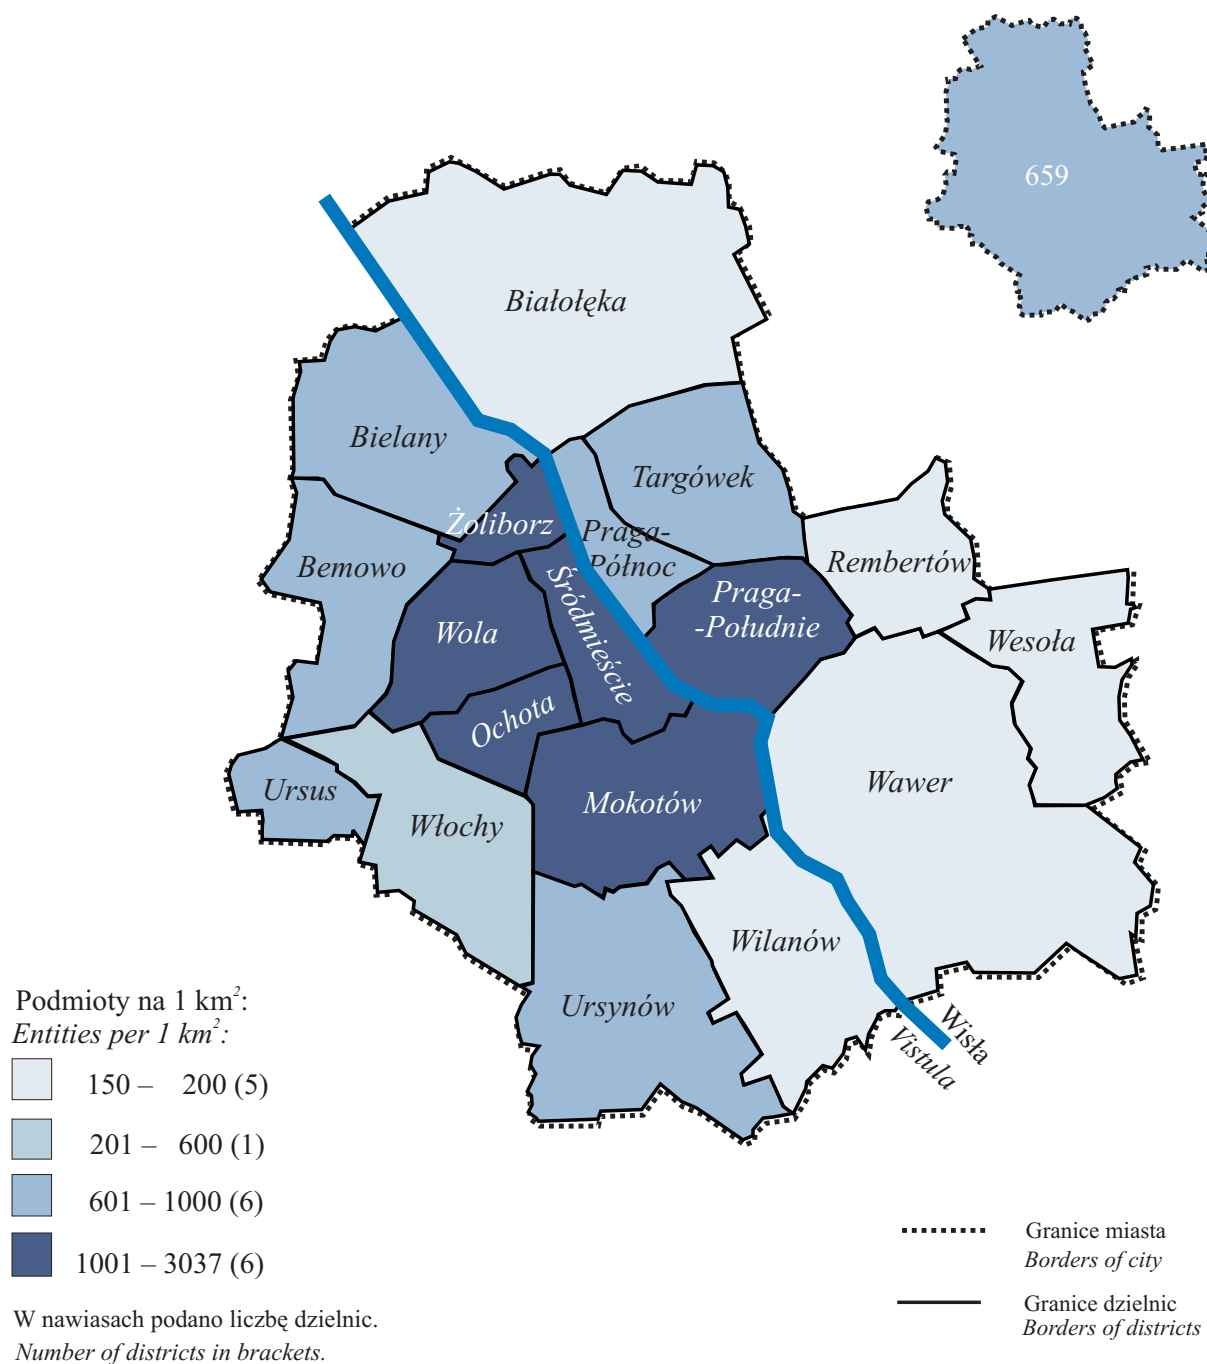 659
Białołęka
Bielany
Targówek
Żoliborz
Praga-
Północ
Bemowo
Rembertów
Śródmieście
Praga-
-Południe
Wola
Wesoła
Ochota
Ursus
Mokotów
Wawer
Włochy
Wilanów
Ursynów
Wisła
Vistula
Podmioty na 1 km²:
Entities per 1 km²:
150 – 200 (5)
201 – 600 (1)
601 – 1000 (6)
1001 – 3037 (6)
W nawiasach podano liczbę dzielnic.
Number of districts in brackets.
Granice miasta
Borders of city
Granice dzielnic
Borders of districts